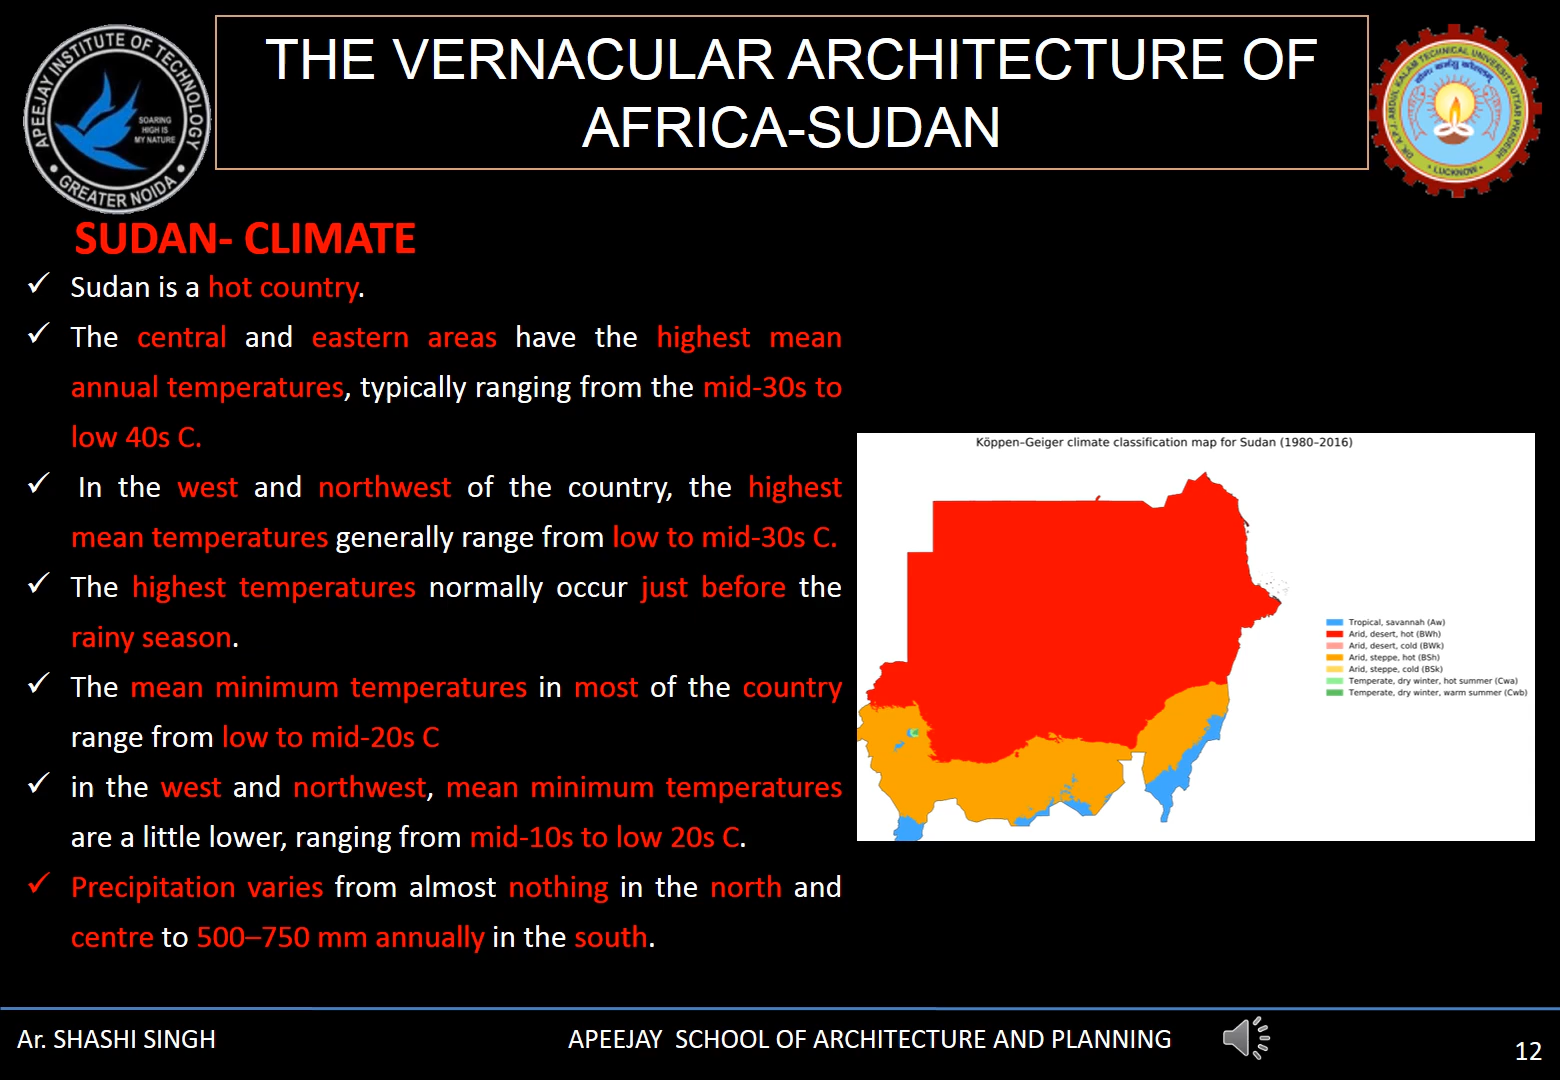 APEEJAY INSTITUTE OF TECHNOLOGY
SOARING
HIGH IS
MY NATURE
• GREATER NOIDA •
THE VERNACULAR ARCHITECTURE OF
AFRICA-SUDAN
DR. A.P.J. ABDUL KALAM TECHNICAL UNIVERSITY UTTAR PRADESH
• LUCKNOW •
SUDAN- CLIMATE
✓ Sudan is a hot country.
✓ The central and eastern areas have the highest mean
annual temperatures, typically ranging from the mid-30s to
low 40s C.
✓ In the west and northwest of the country, the highest
mean temperatures generally range from low to mid-30s C.
✓ The highest temperatures normally occur just before the
rainy season.
✓ The mean minimum temperatures in most of the country
range from low to mid-20s C
✓ in the west and northwest, mean minimum temperatures
are a little lower, ranging from mid-10s to low 20s C.
✓ Precipitation varies from almost nothing in the north and
centre to 500–750 mm annually in the south.
Köppen–Geiger climate classification map for Sudan (1980–2016)
Tropical, savannah (Aw)
Arid, desert, hot (BWh)
Arid, desert, cold (BWk)
Arid, steppe, hot (BSh)
Arid, steppe, cold (BSk)
Temperate, dry winter, hot summer (Cwa)
Temperate, dry winter, warm summer (Cwb)
Ar. SHASHI SINGH
APEEJAY SCHOOL OF ARCHITECTURE AND PLANNING
12